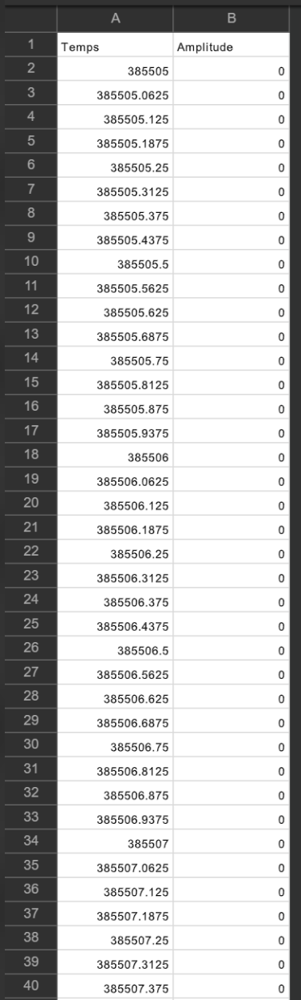 A B
1 Temps Amplitude
2 385505 0
3 385505.0625 0
4 385505.125 0
5 385505.1875 0
6 385505.25 0
7 385505.3125 0
8 385505.375 0
9 385505.4375 0
10 385505.5 0
11 385505.5625 0
12 385505.625 0
13 385505.6875 0
14 385505.75 0
15 385505.8125 0
16 385505.875 0
17 385505.9375 0
18 385506 0
19 385506.0625 0
20 385506.125 0
21 385506.1875 0
22 385506.25 0
23 385506.3125 0
24 385506.375 0
25 385506.4375 0
26 385506.5 0
27 385506.5625 0
28 385506.625 0
29 385506.6875 0
30 385506.75 0
31 385506.8125 0
32 385506.875 0
33 385506.9375 0
34 385507 0
35 385507.0625 0
36 385507.125 0
37 385507.1875 0
38 385507.25 0
39 385507.3125 0
40 385507.375 0